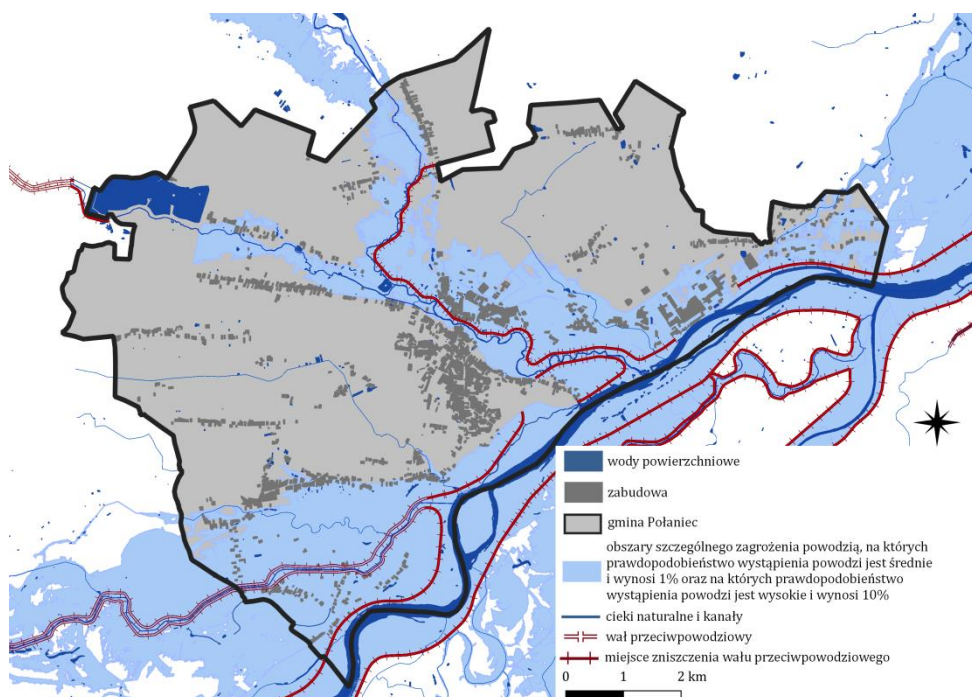 wody powierzchniowe
zabudowa
gmina Połaniec
obszary szczególnego zagrożenia powodzią, na których
prawdopodobieństwo wystąpienia powodzi jest średnie
i wynosi 1% oraz na których prawdopodobieństwo
wystąpienia powodzi jest wysokie i wynosi 10%
cieki naturalne i kanały
wał przeciwpowodziowy
miejsce zniszczenia wału przeciwpowodziowego
0 1 2 km